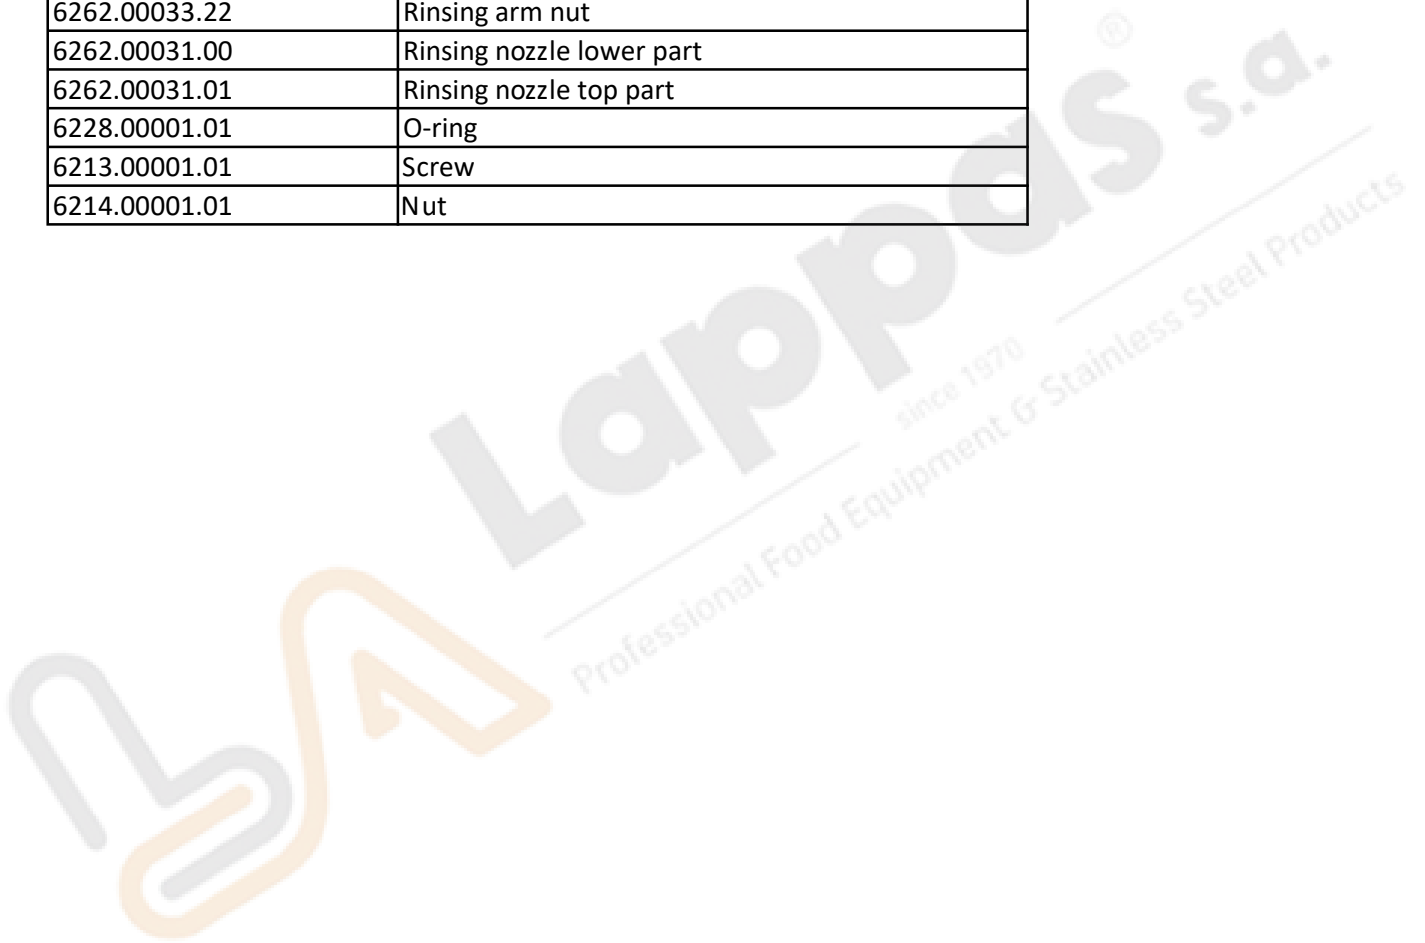 6262.00033.22 Rinsing arm nut
6262.00031.00 Rinsing nozzle lower part
6262.00031.01 Rinsing nozzle top part
6228.00001.01 O-ring
6213.00001.01 Screw
6214.00001.01 Nut
Lappas s.a.®
since 1970
Professional Food Equipment & Stainless Steel Products